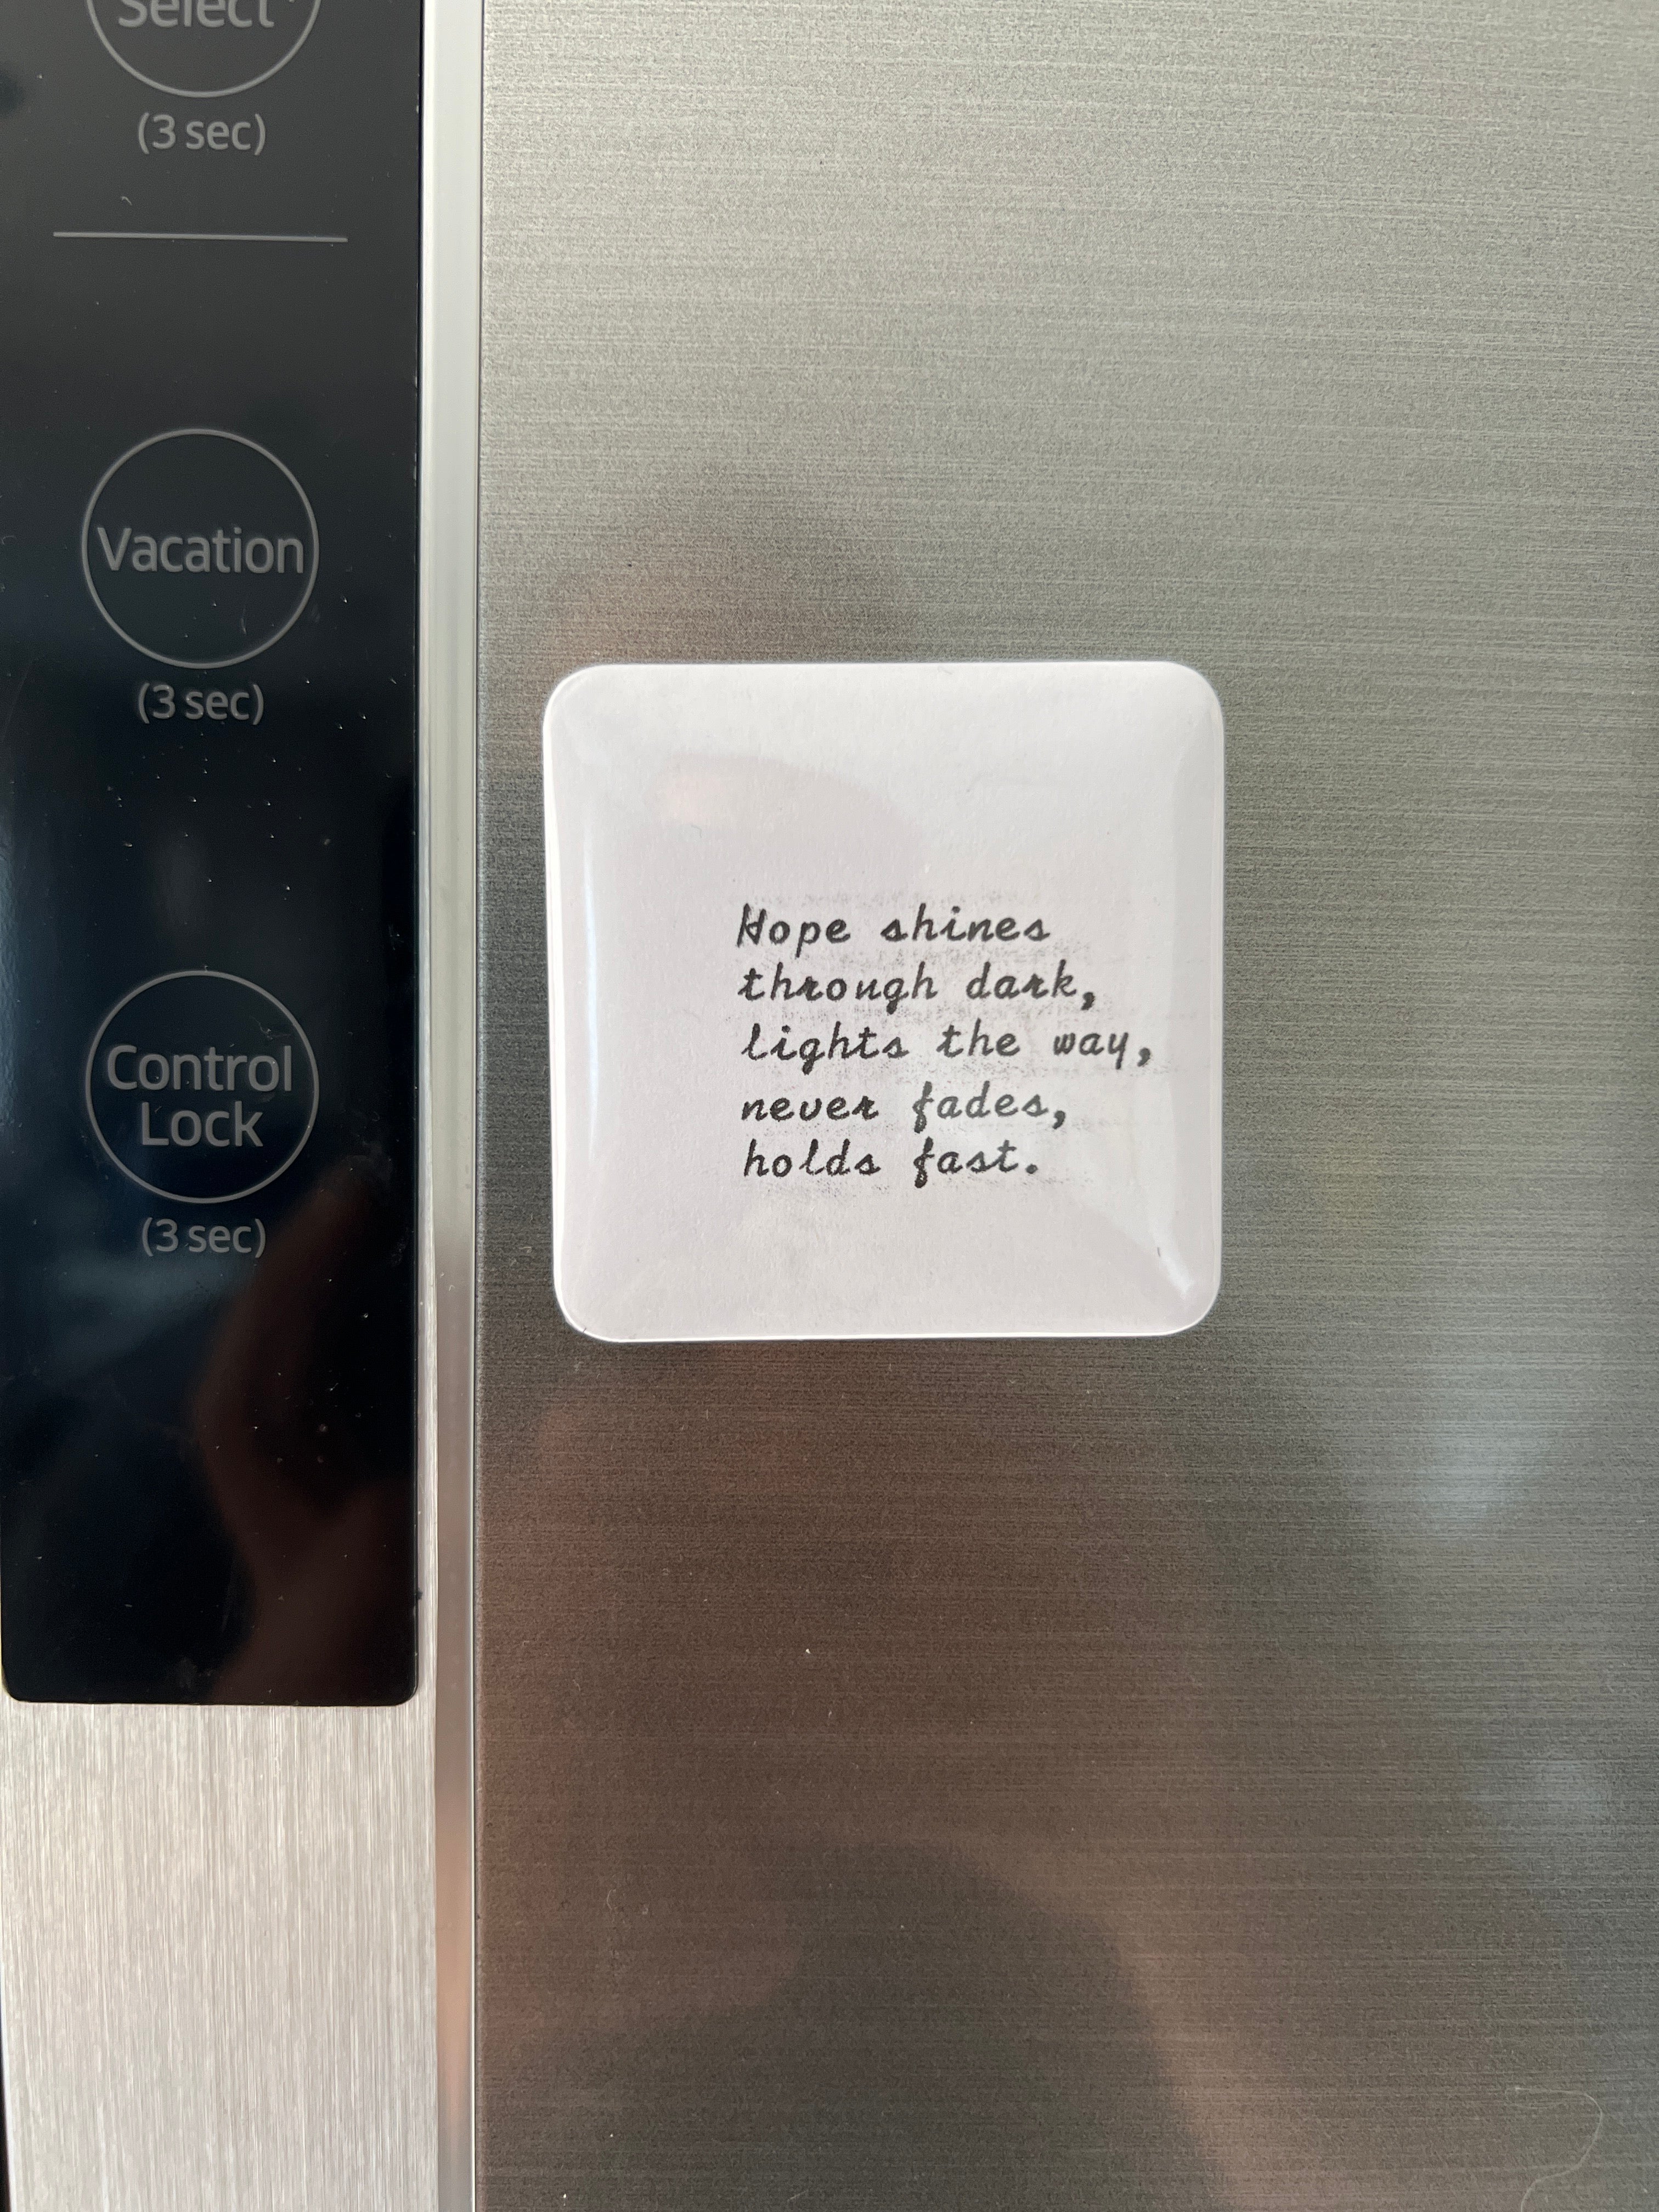 Select
(3 sec)
Vacation
(3 sec)
Control
Lock
(3 sec)
Hope shines
through dark,
lights the way,
never fades,
holds fast.